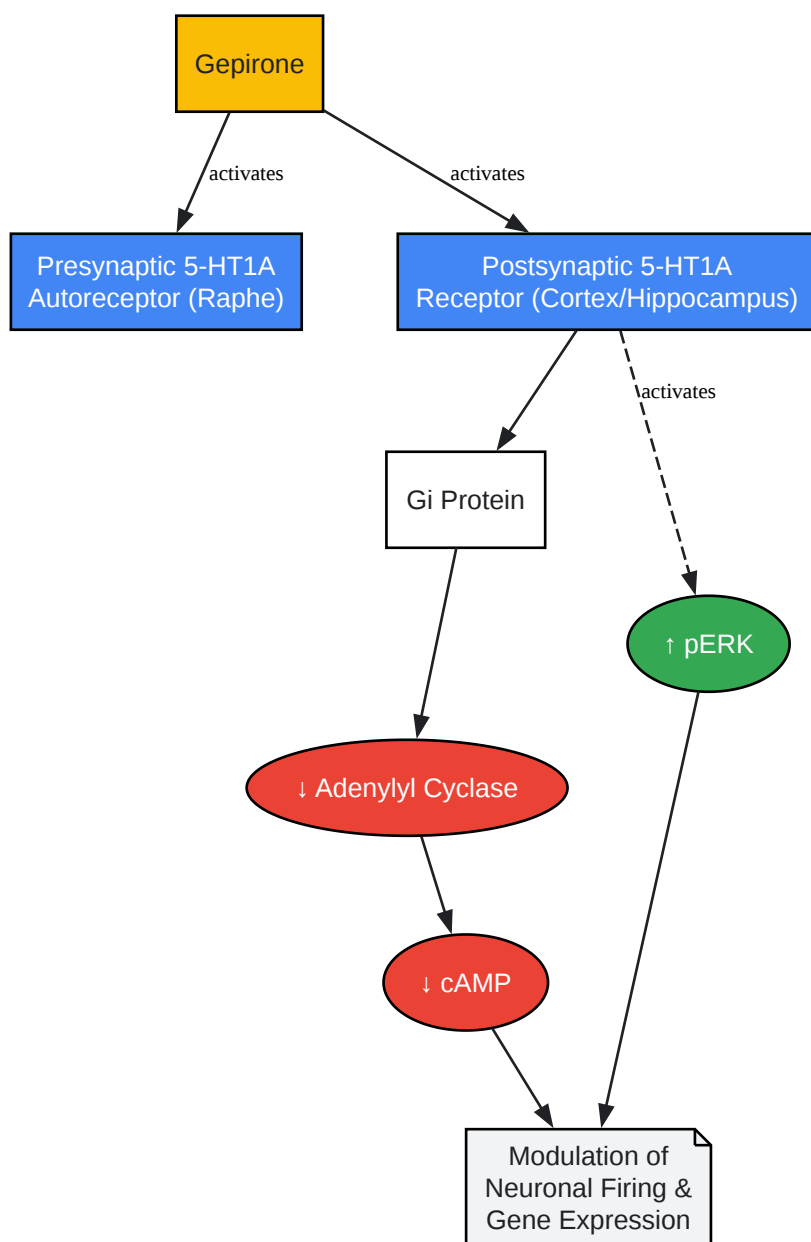 Gepirone
activates
activates
Presynaptic 5-HT1A
Autoreceptor (Raphe)
Postsynaptic 5-HT1A
Receptor (Cortex/Hippocampus)
activates
Gi Protein
↑ pERK
↓ Adenylyl Cyclase
↓ cAMP
Modulation of
Neuronal Firing &
Gene Expression